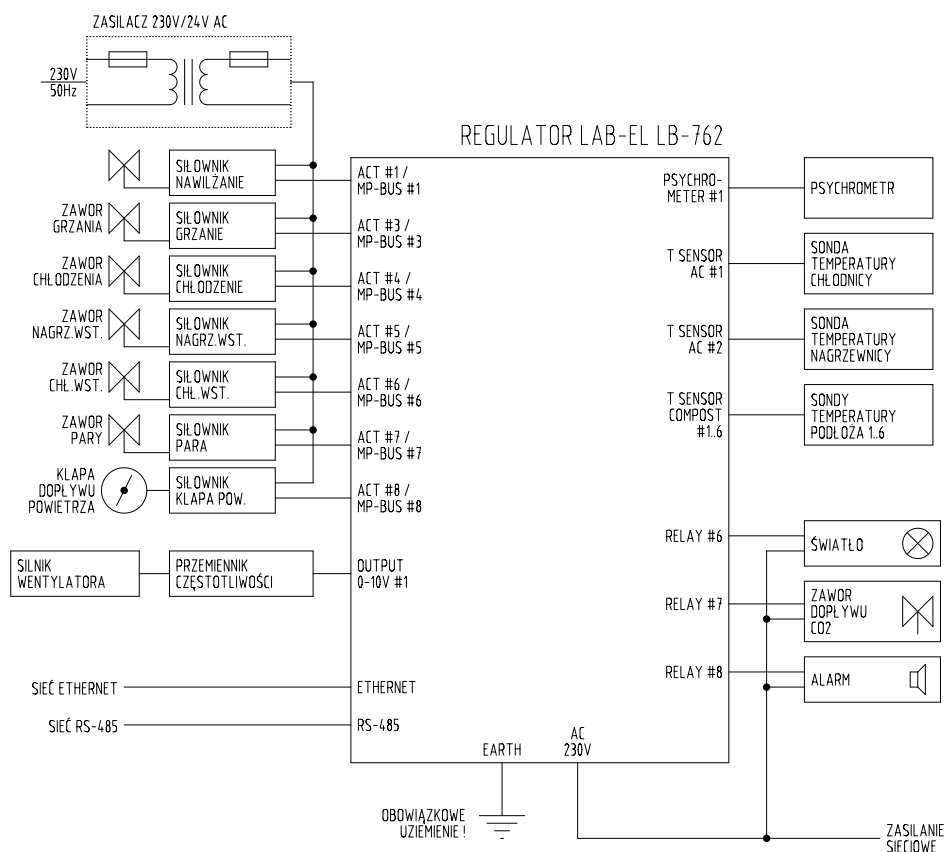 ZASILACZ 230V/24V AC
230V
50Hz
REGULATOR LAB-EL LB-762
SIŁOWNIK
NAWILŻANIE
ACT #1 /
MP-BUS #1
ZAWÓR
GRZANIA
SIŁOWNIK
GRZANIE
ACT #3 /
MP-BUS #3
ZAWÓR
CHŁODZENIA
SIŁOWNIK
CHŁODZENIE
ACT #4 /
MP-BUS #4
ZAWÓR
NAGRZ.WST.
SIŁOWNIK
NAGRZ.WST.
ACT #5 /
MP-BUS #5
ZAWÓR
CHŁ.WST.
SIŁOWNIK
CHŁ.WST.
ACT #6 /
MP-BUS #6
ZAWÓR
PARY
SIŁOWNIK
PARA
ACT #7 /
MP-BUS #7
KLAPA
DOPŁYWU
POWIETRZA
SIŁOWNIK
KLAPA POW.
ACT #8 /
MP-BUS #8
SILNIK
WENTYLATORA
PRZEMIENNIK
CZĘSTOTLIWOŚCI
OUTPUT
0-10V #1
SIEĆ ETHERNET
ETHERNET
SIEĆ RS-485
RS-485
PSYCHRO-
METER #1
PSYCHROMETR
T SENSOR
AC #1
SONDA
TEMPERATURY
CHŁODNICY
T SENSOR
AC #2
SONDA
TEMPERATURY
NAGRZEWNICY
T SENSOR
COMPOST
#1..6
SONDY
TEMPERATURY
PODŁOŻA 1..6
RELAY #6
ŚWIATŁO
RELAY #7
ZAWÓR
DOPŁYWU
CO2
RELAY #8
ALARM
EARTH
AC
230V
OBOWIĄZKOWE
UZIEMIENIE !
ZASILANIE
SIECIOWE